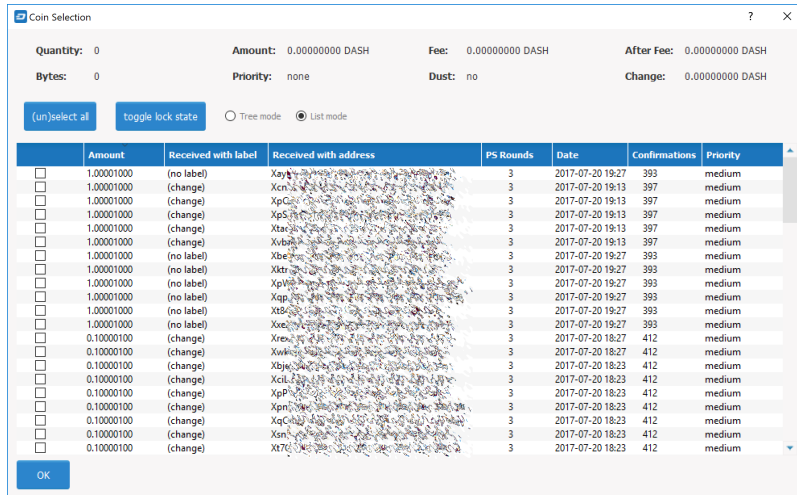 Coin Selection
Quantity: 0 Amount: 0.00000000 DASH Fee: 0.00000000 DASH After Fee: 0.00000000 DASH
Bytes: 0 Priority: none Dust: no Change: 0.00000000 DASH
(un)select all toggle lock state Tree mode List mode
Amount Received with label Received with address PS Rounds Date Confirmations Priority
1.00001000 (no label) 3 2017-07-20 19:27 393 medium
1.00001000 (change) 3 2017-07-20 19:13 397 medium
1.00001000 (change) 3 2017-07-20 19:13 397 medium
1.00001000 (change) 3 2017-07-20 19:13 397 medium
1.00001000 (change) 3 2017-07-20 19:13 397 medium
1.00001000 (change) 3 2017-07-20 19:13 397 medium
1.00001000 (no label) 3 2017-07-20 19:27 393 medium
1.00001000 (no label) 3 2017-07-20 19:27 393 medium
1.00001000 (no label) 3 2017-07-20 19:27 393 medium
1.00001000 (no label) 3 2017-07-20 19:27 393 medium
1.00001000 (no label) 3 2017-07-20 19:27 393 medium
1.00001000 (no label) 3 2017-07-20 19:27 393 medium
0.10000100 (change) 3 2017-07-20 18:27 412 medium
0.10000100 (change) 3 2017-07-20 18:27 412 medium
0.10000100 (change) 3 2017-07-20 18:23 412 medium
0.10000100 (change) 3 2017-07-20 18:23 412 medium
0.10000100 (change) 3 2017-07-20 18:23 412 medium
0.10000100 (change) 3 2017-07-20 18:23 412 medium
0.10000100 (change) 3 2017-07-20 18:23 412 medium
0.10000100 (change) 3 2017-07-20 18:23 412 medium
0.10000100 (change) 3 2017-07-20 18:23 412 medium
OK